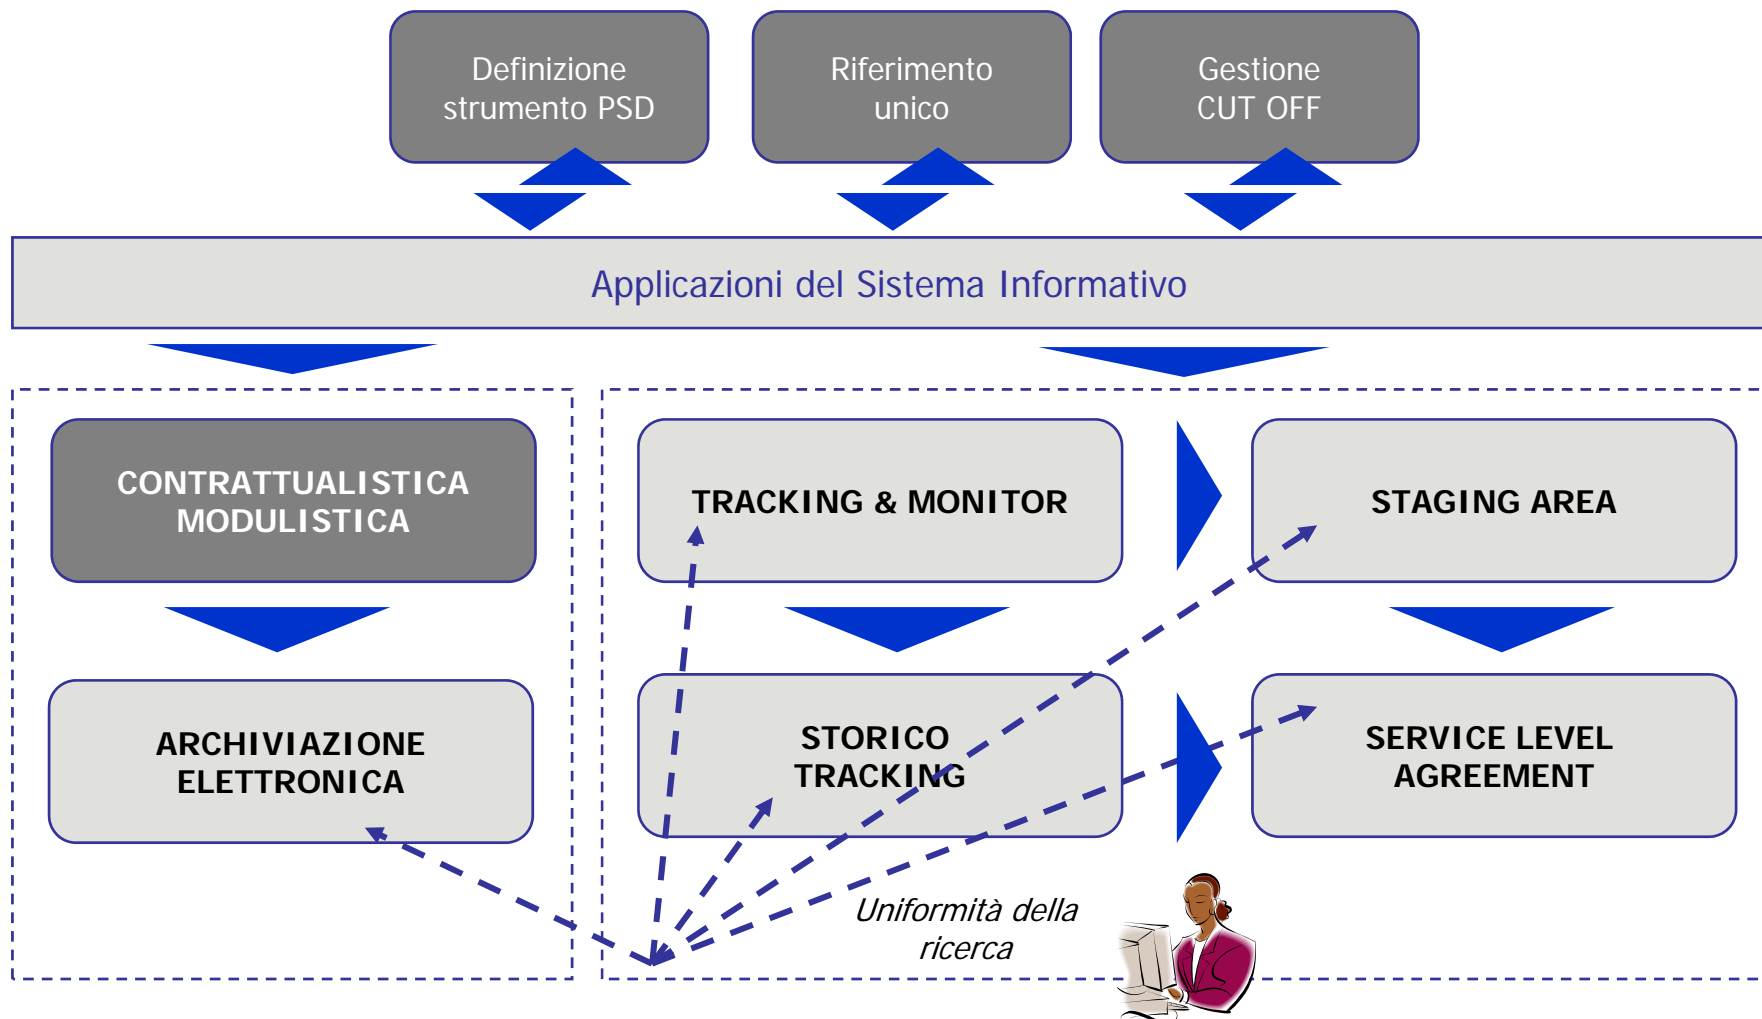 Definizione
strumento PSD
Riferimento
unico
Gestione
CUT OFF
Applicazioni del Sistema Informativo
CONTRATTUALISTICA
MODULISTICA
TRACKING & MONITOR
STAGING AREA
ARCHIVIAZIONE
ELETTRONICA
STORICO
TRACKING
SERVICE LEVEL
AGREEMENT
Uniformità della
ricerca